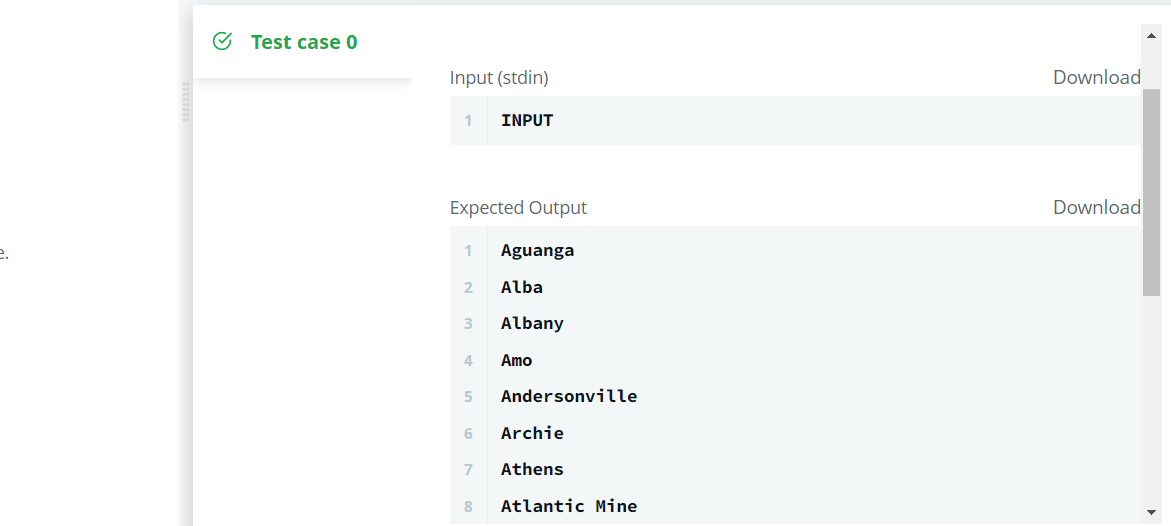 Test case 0
Input (stdin)
Download
1 INPUT
Expected Output
Download
e.
1 Aguanga
2 Alba
3 Albany
4 Amo
5 Andersonville
6 Archie
7 Athens
8 Atlantic Mine